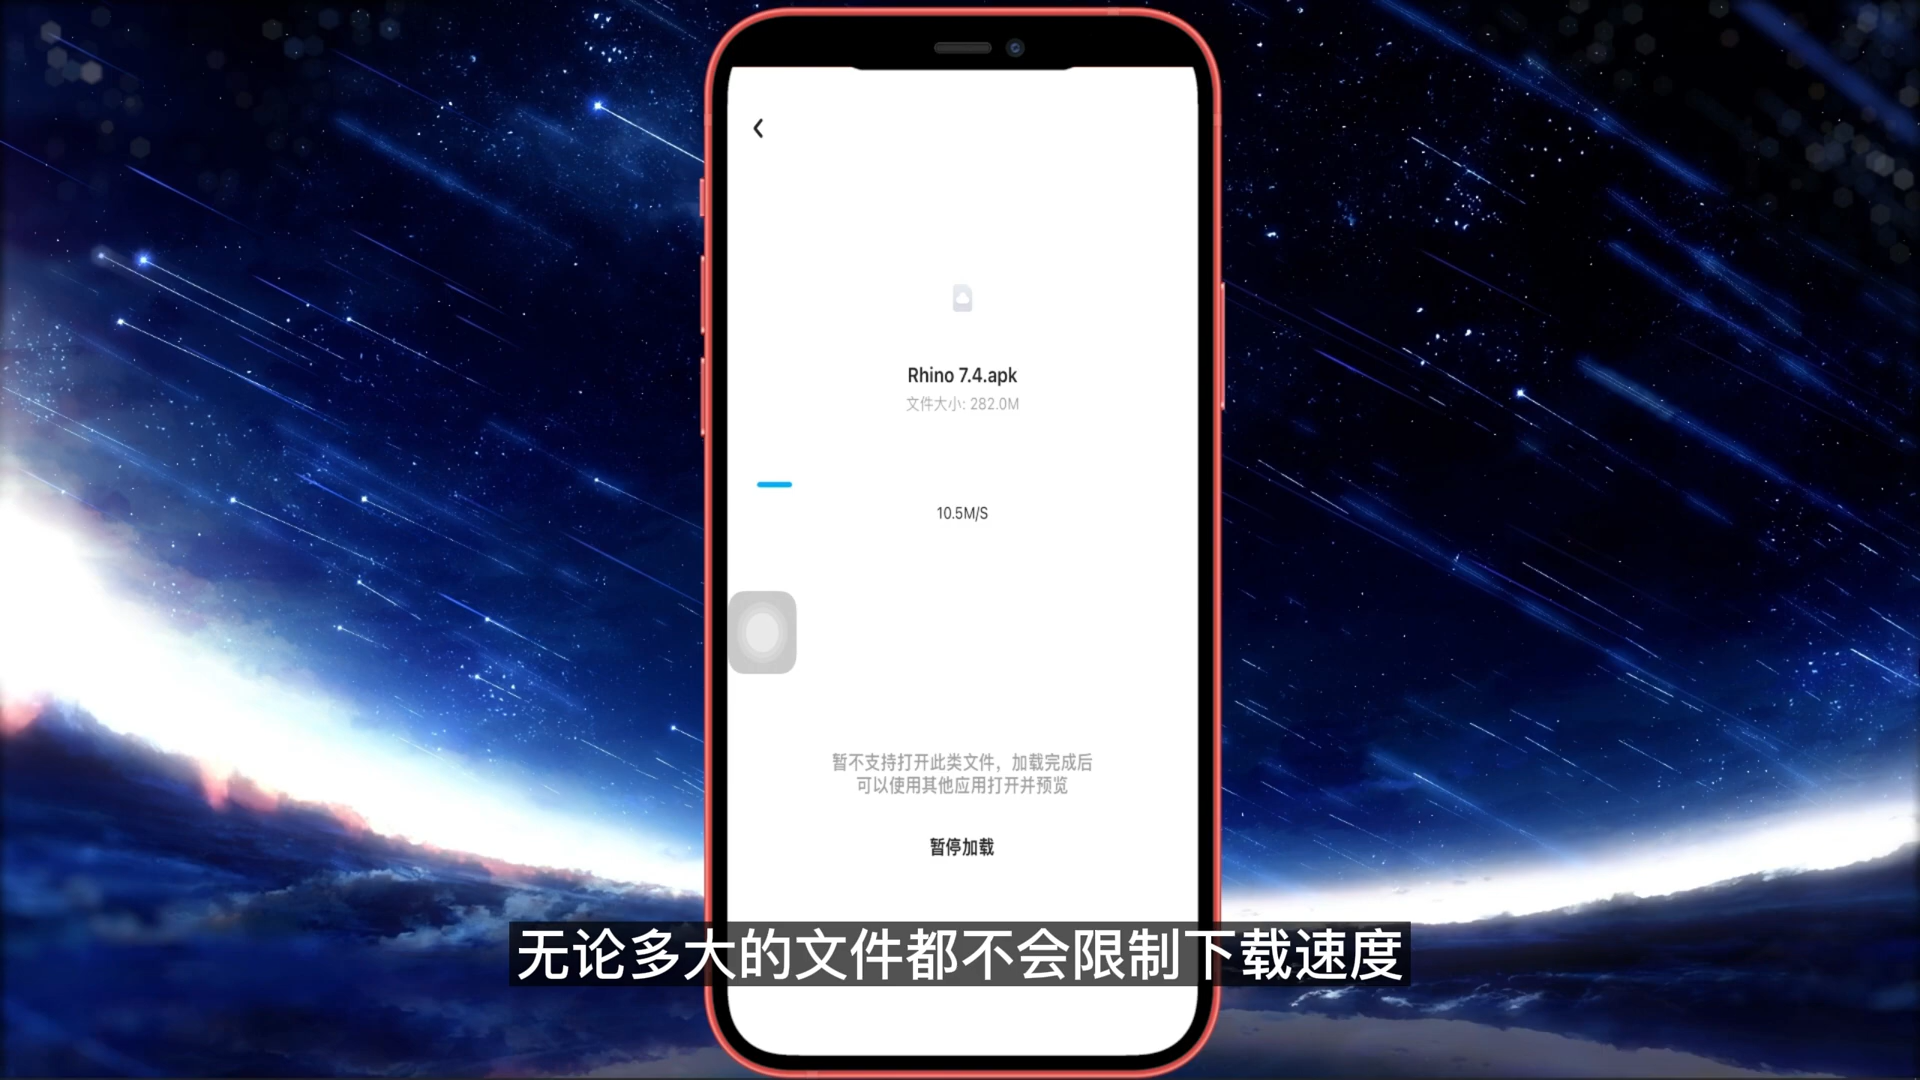 Rhino 7.4.apk
文件大小: 282.0M
10.5M/S
暂不支持打开此类文件，加载完成后
可以使用其他应用打开并预览
暂停加载
无论多大的文件都不会限制下载速度